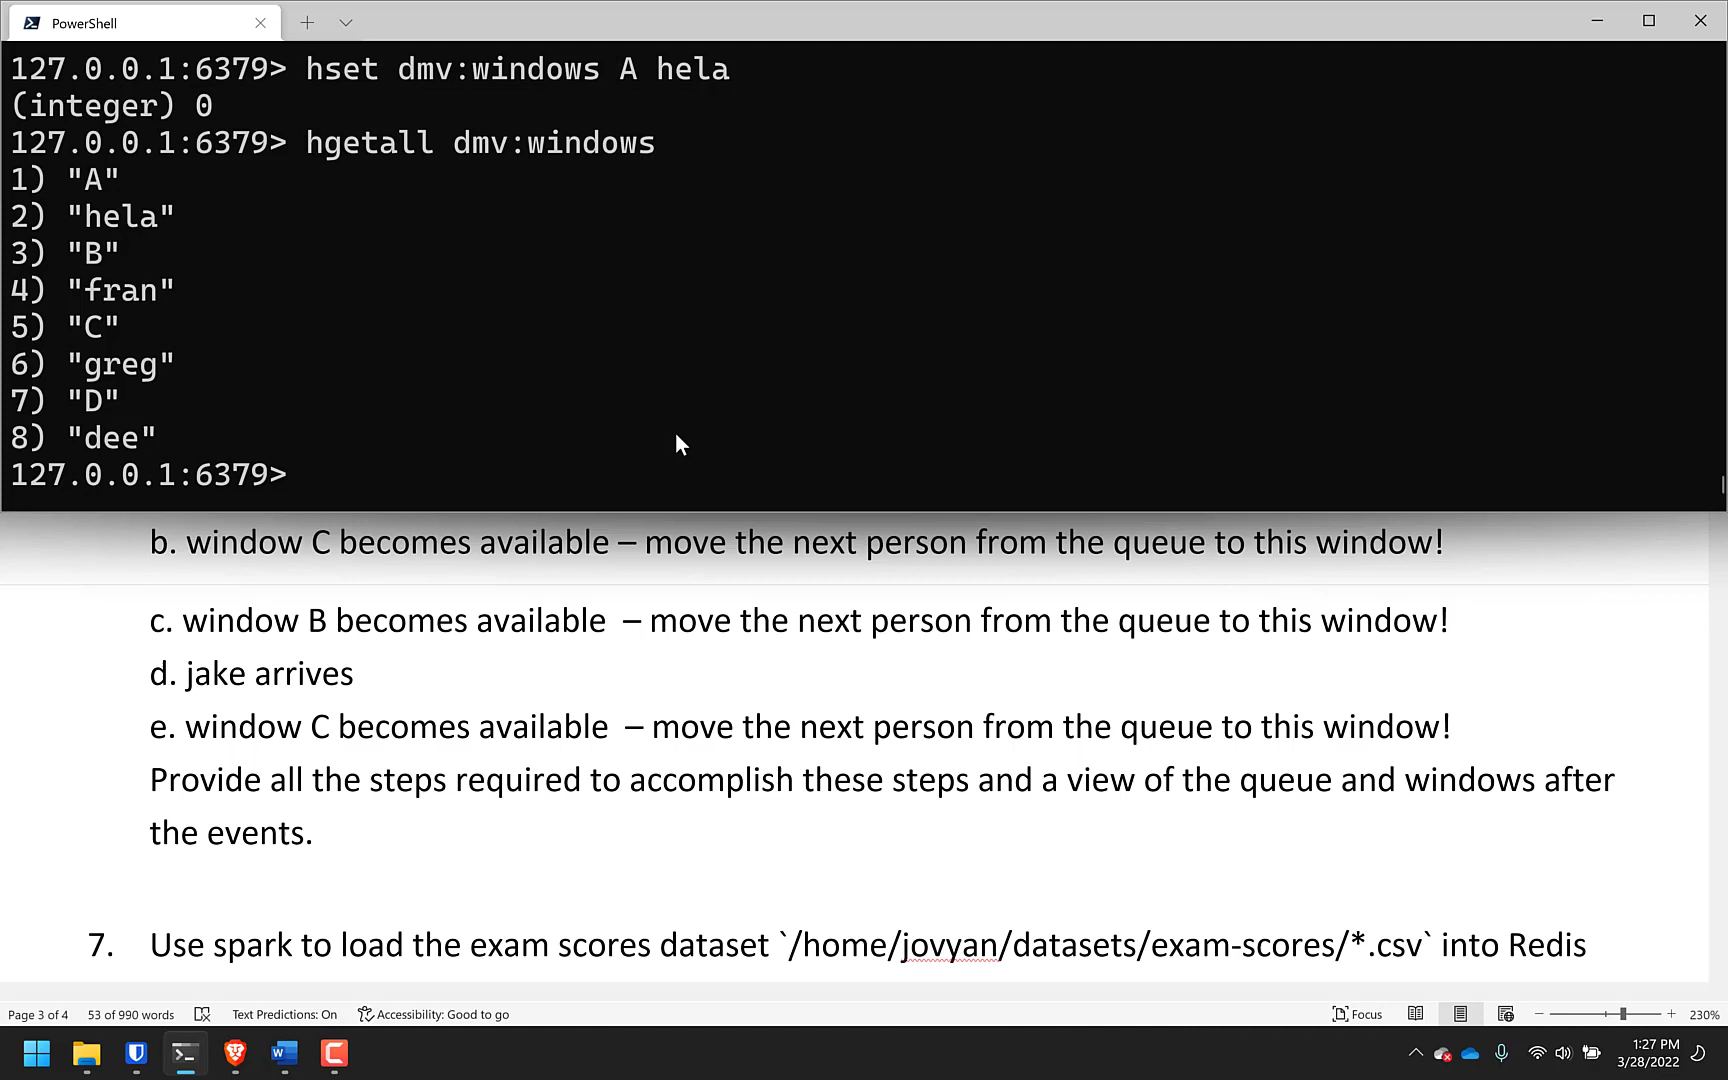 PowerShell
127.0.0.1:6379> hset dmv:windows A hela
(integer) 0
127.0.0.1:6379> hgetall dmv:windows
1) "A"
2) "hela"
3) "B"
4) "fran"
5) "C"
6) "greg"
7) "D"
8) "dee"
127.0.0.1:6379>
b. window C becomes available – move the next person from the queue to this window!
c. window B becomes available – move the next person from the queue to this window!
d. jake arrives
e. window C becomes available – move the next person from the queue to this window!
Provide all the steps required to accomplish these steps and a view of the queue and windows after
the events.
7. Use spark to load the exam scores dataset `/home/jovyan/datasets/exam-scores/*.csv` into Redis
Page 3 of 4 53 of 990 words Text Predictions: On Accessibility: Good to go Focus 230%
1:27 PM
3/28/2022